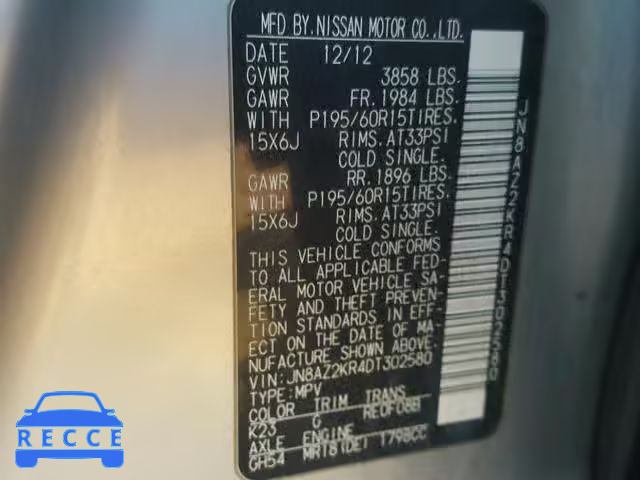 MFD BY.NISSAN MOTOR CO.,LTD.
DATE 12/12
GVWR 3858 LBS.
GAWR FR.1984 LBS.
WITH P195/60R15TIRES.
15X6J RIMS.AT33PSI
COLD SINGLE.
GAWR RR.1896 LBS.
WITH P195/60R15TIRES.
15X6J RIMS.AT33PSI
COLD SINGLE.
THIS VEHICLE CONFORMS
TO ALL APPLICABLE FED-
ERAL MOTOR VEHICLE SA-
FETY AND THEFT PREVEN-
TION STANDARDS IN EFF-
ECT ON THE DATE OF MA-
NUFACTURE SHOWN ABOVE.
VIN:JN8AZ2KR4DT302580
TYPE:MPV
COLOR TRIM TRANS
K23 G RE0F08B
AXLE ENGINE
GH54 MR18(DE) 1798CC
JN8AZ2KR4DT302580
RECCE